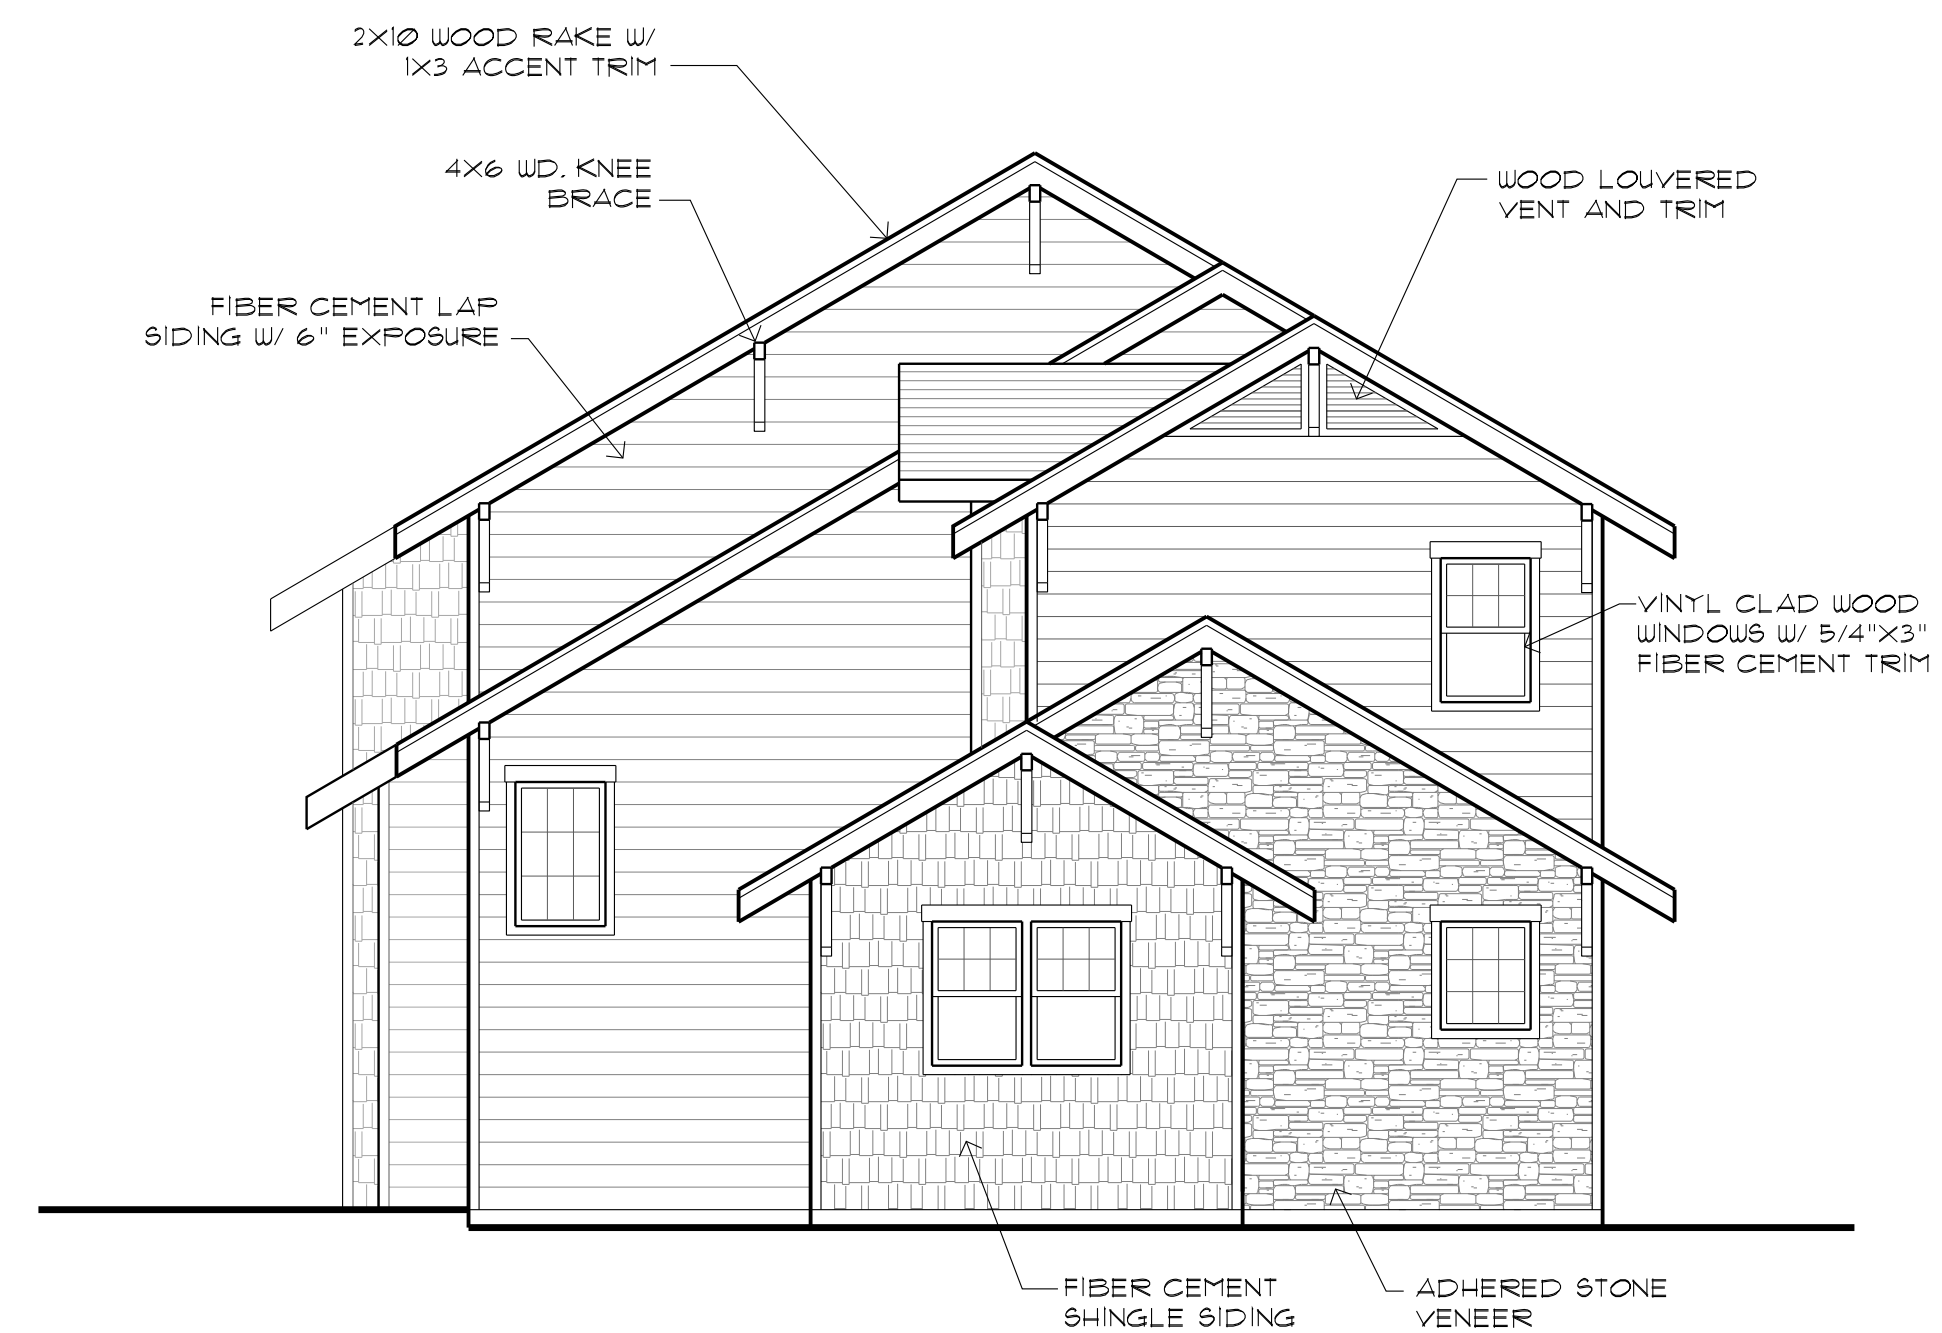 2X10 WOOD RAKE W/
1X3 ACCENT TRIM
4X6 WD. KNEE
BRACE
WOOD LOUVERED
VENT AND TRIM
FIBER CEMENT LAP
SIDING W/ 6" EXPOSURE
VINYL CLAD WOOD
WINDOWS W/ 5/4"X3"
FIBER CEMENT TRIM
FIBER CEMENT
SHINGLE SIDING
ADHERED STONE
VENEER